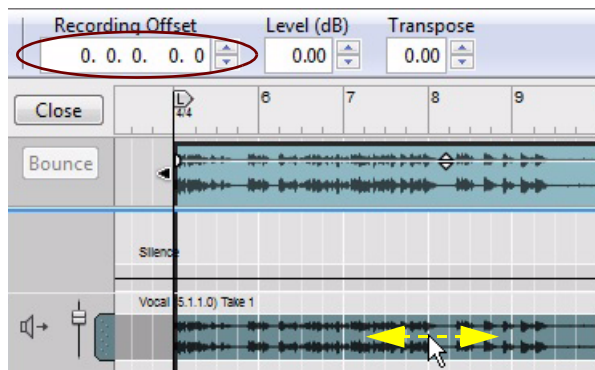 Recording Offset Level (dB) Transpose
0. 0. 0. 0. 0 0.00 0.00
Close L 4/4 6 7 8 9
Bounce
Silence
Vocal (5.1.1.0) Take 1